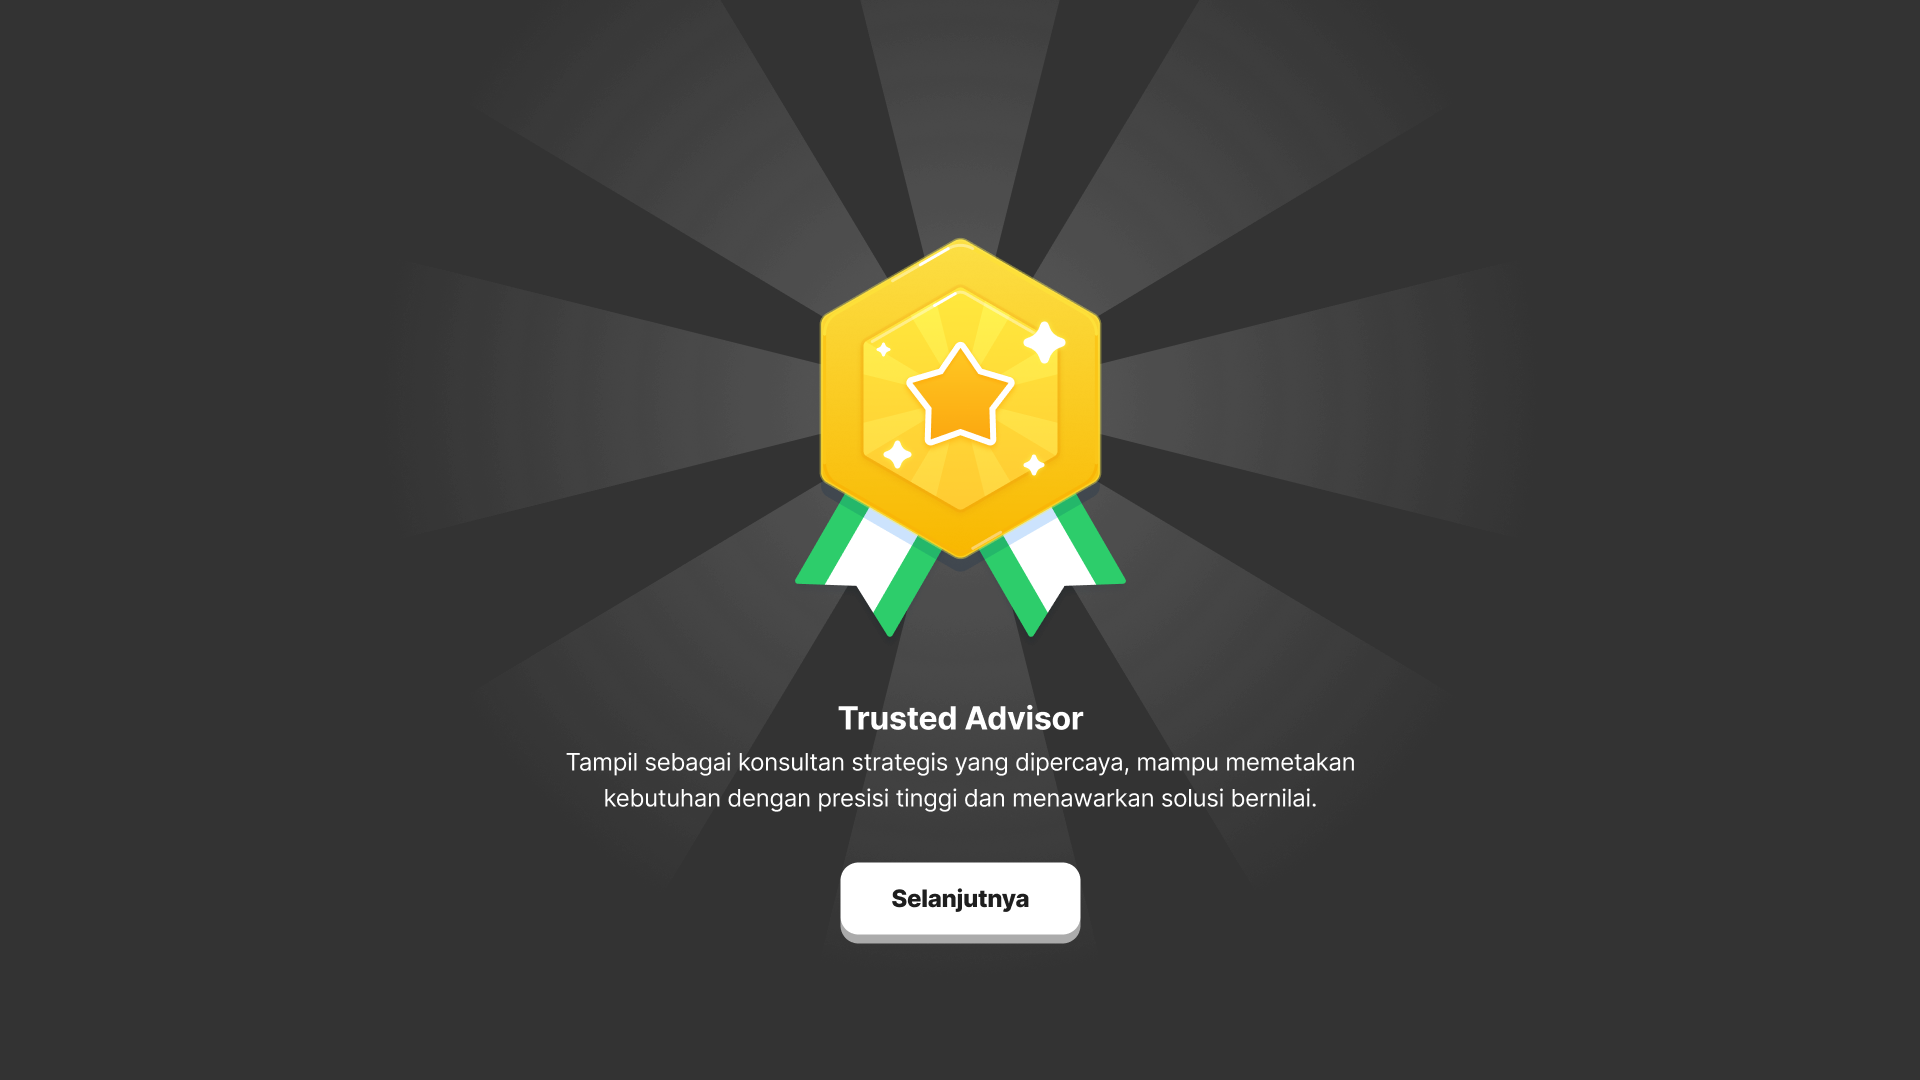 Trusted Advisor
Tampil sebagai konsultan strategis yang dipercaya, mampu memetakan
kebutuhan dengan presisi tinggi dan menawarkan solusi bernilai.
Selanjutnya